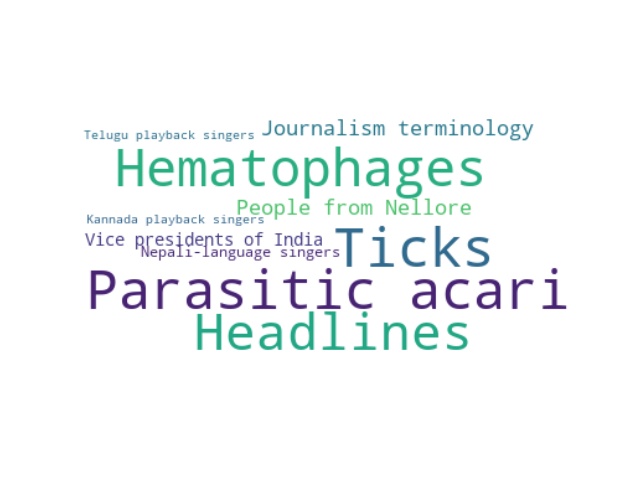 Journalism terminology
Telugu playback singers
Hematophages
People from Nellore
Kannada playback singers
Vice presidents of India
Ticks
Nepali-language singers
Parasitic acari
Headlines